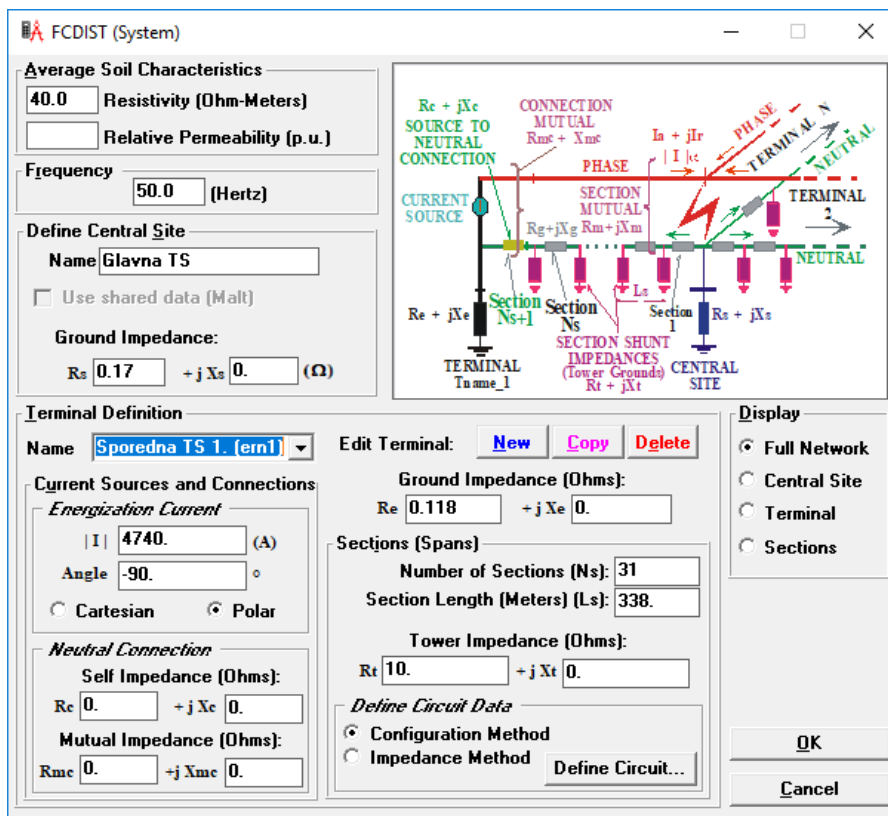 FCDIST (System)
Average Soil Characteristics
40.0 Resistivity (Ohm-Meters)
Relative Permeability (p.u.)
Frequency
50.0 (Hertz)
Define Central Site
Name Glavna TS
Use shared data (Malt)
Ground Impedance:
Rs 0.17 + j Xs 0. (Ω)
Rc + jXc
SOURCE TO
NEUTRAL
CONNECTION
CONNECTION
MUTUAL
Rmc + Xmc
In + jIr
| I |α
PHASE
TERMINAL N
NEUTRAL
PHASE
CURRENT
SOURCE
SECTION
MUTUAL
Rm + jXm
TERMINAL
2
Rg+jXg
NEUTRAL
Ls
Re + jXe
Section
Ns+1
Section
Ns
Section
1
Rs + jXs
SECTION SHUNT
IMPEDANCES
(Tower Grounds)
Rt + jXt
TERMINAL
Tname_1
CENTRAL
SITE
Terminal Definition
Name Sporedna TS 1. (ern1)
Edit Terminal: New Copy Delete
Current Sources and Connections
Energization Current
| I | 4740. (A)
Angle -90. °
Cartesian Polar
Neutral Connection
Self Impedance (Ohms):
Rc 0. + j Xc 0.
Mutual Impedance (Ohms):
Rmc 0. +j Xmc 0.
Ground Impedance (Ohms):
Re 0.118 + j Xe 0.
Sections (Spans)
Number of Sections (Ns): 31
Section Length (Meters) (Ls): 338.
Tower Impedance (Ohms):
Rt 10. + j Xt 0.
Define Circuit Data
Configuration Method
Impedance Method
Define Circuit...
Display
Full Network
Central Site
Terminal
Sections
OK
Cancel